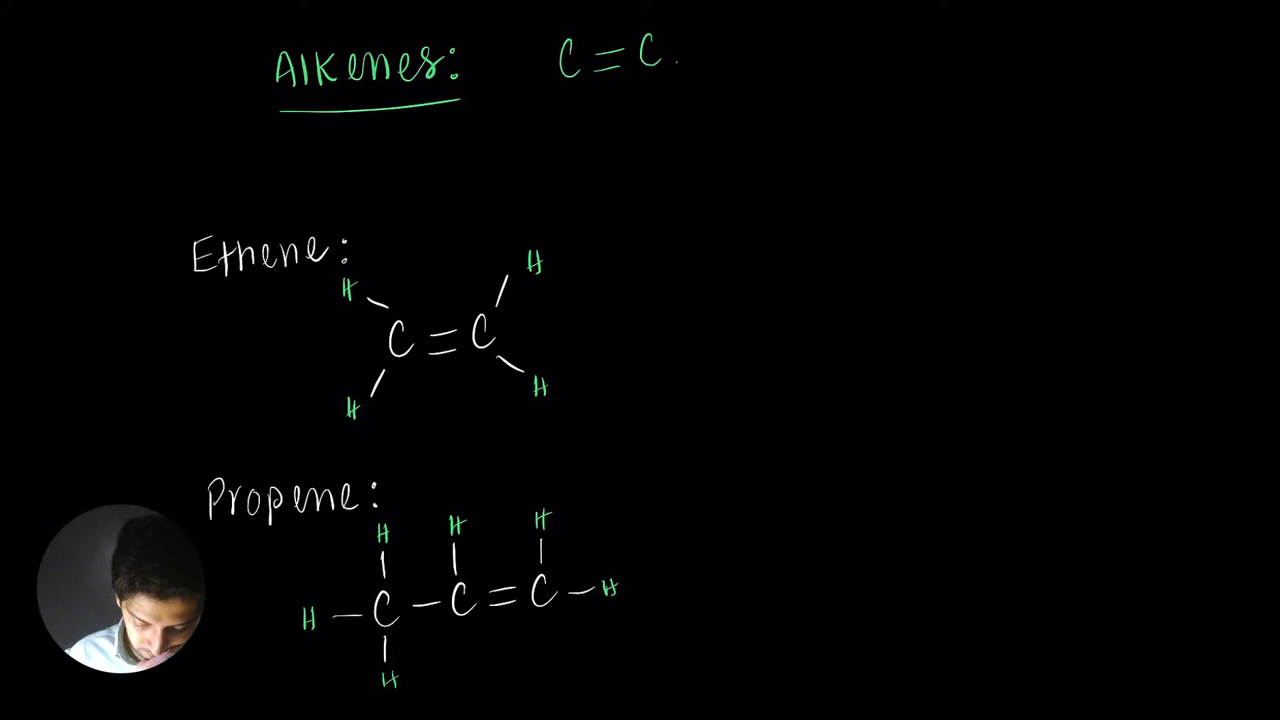 Alkenes: C=C.
Ethene:
H H
C=C
H H
Propene:
H H H
H-C-C=C-H
H